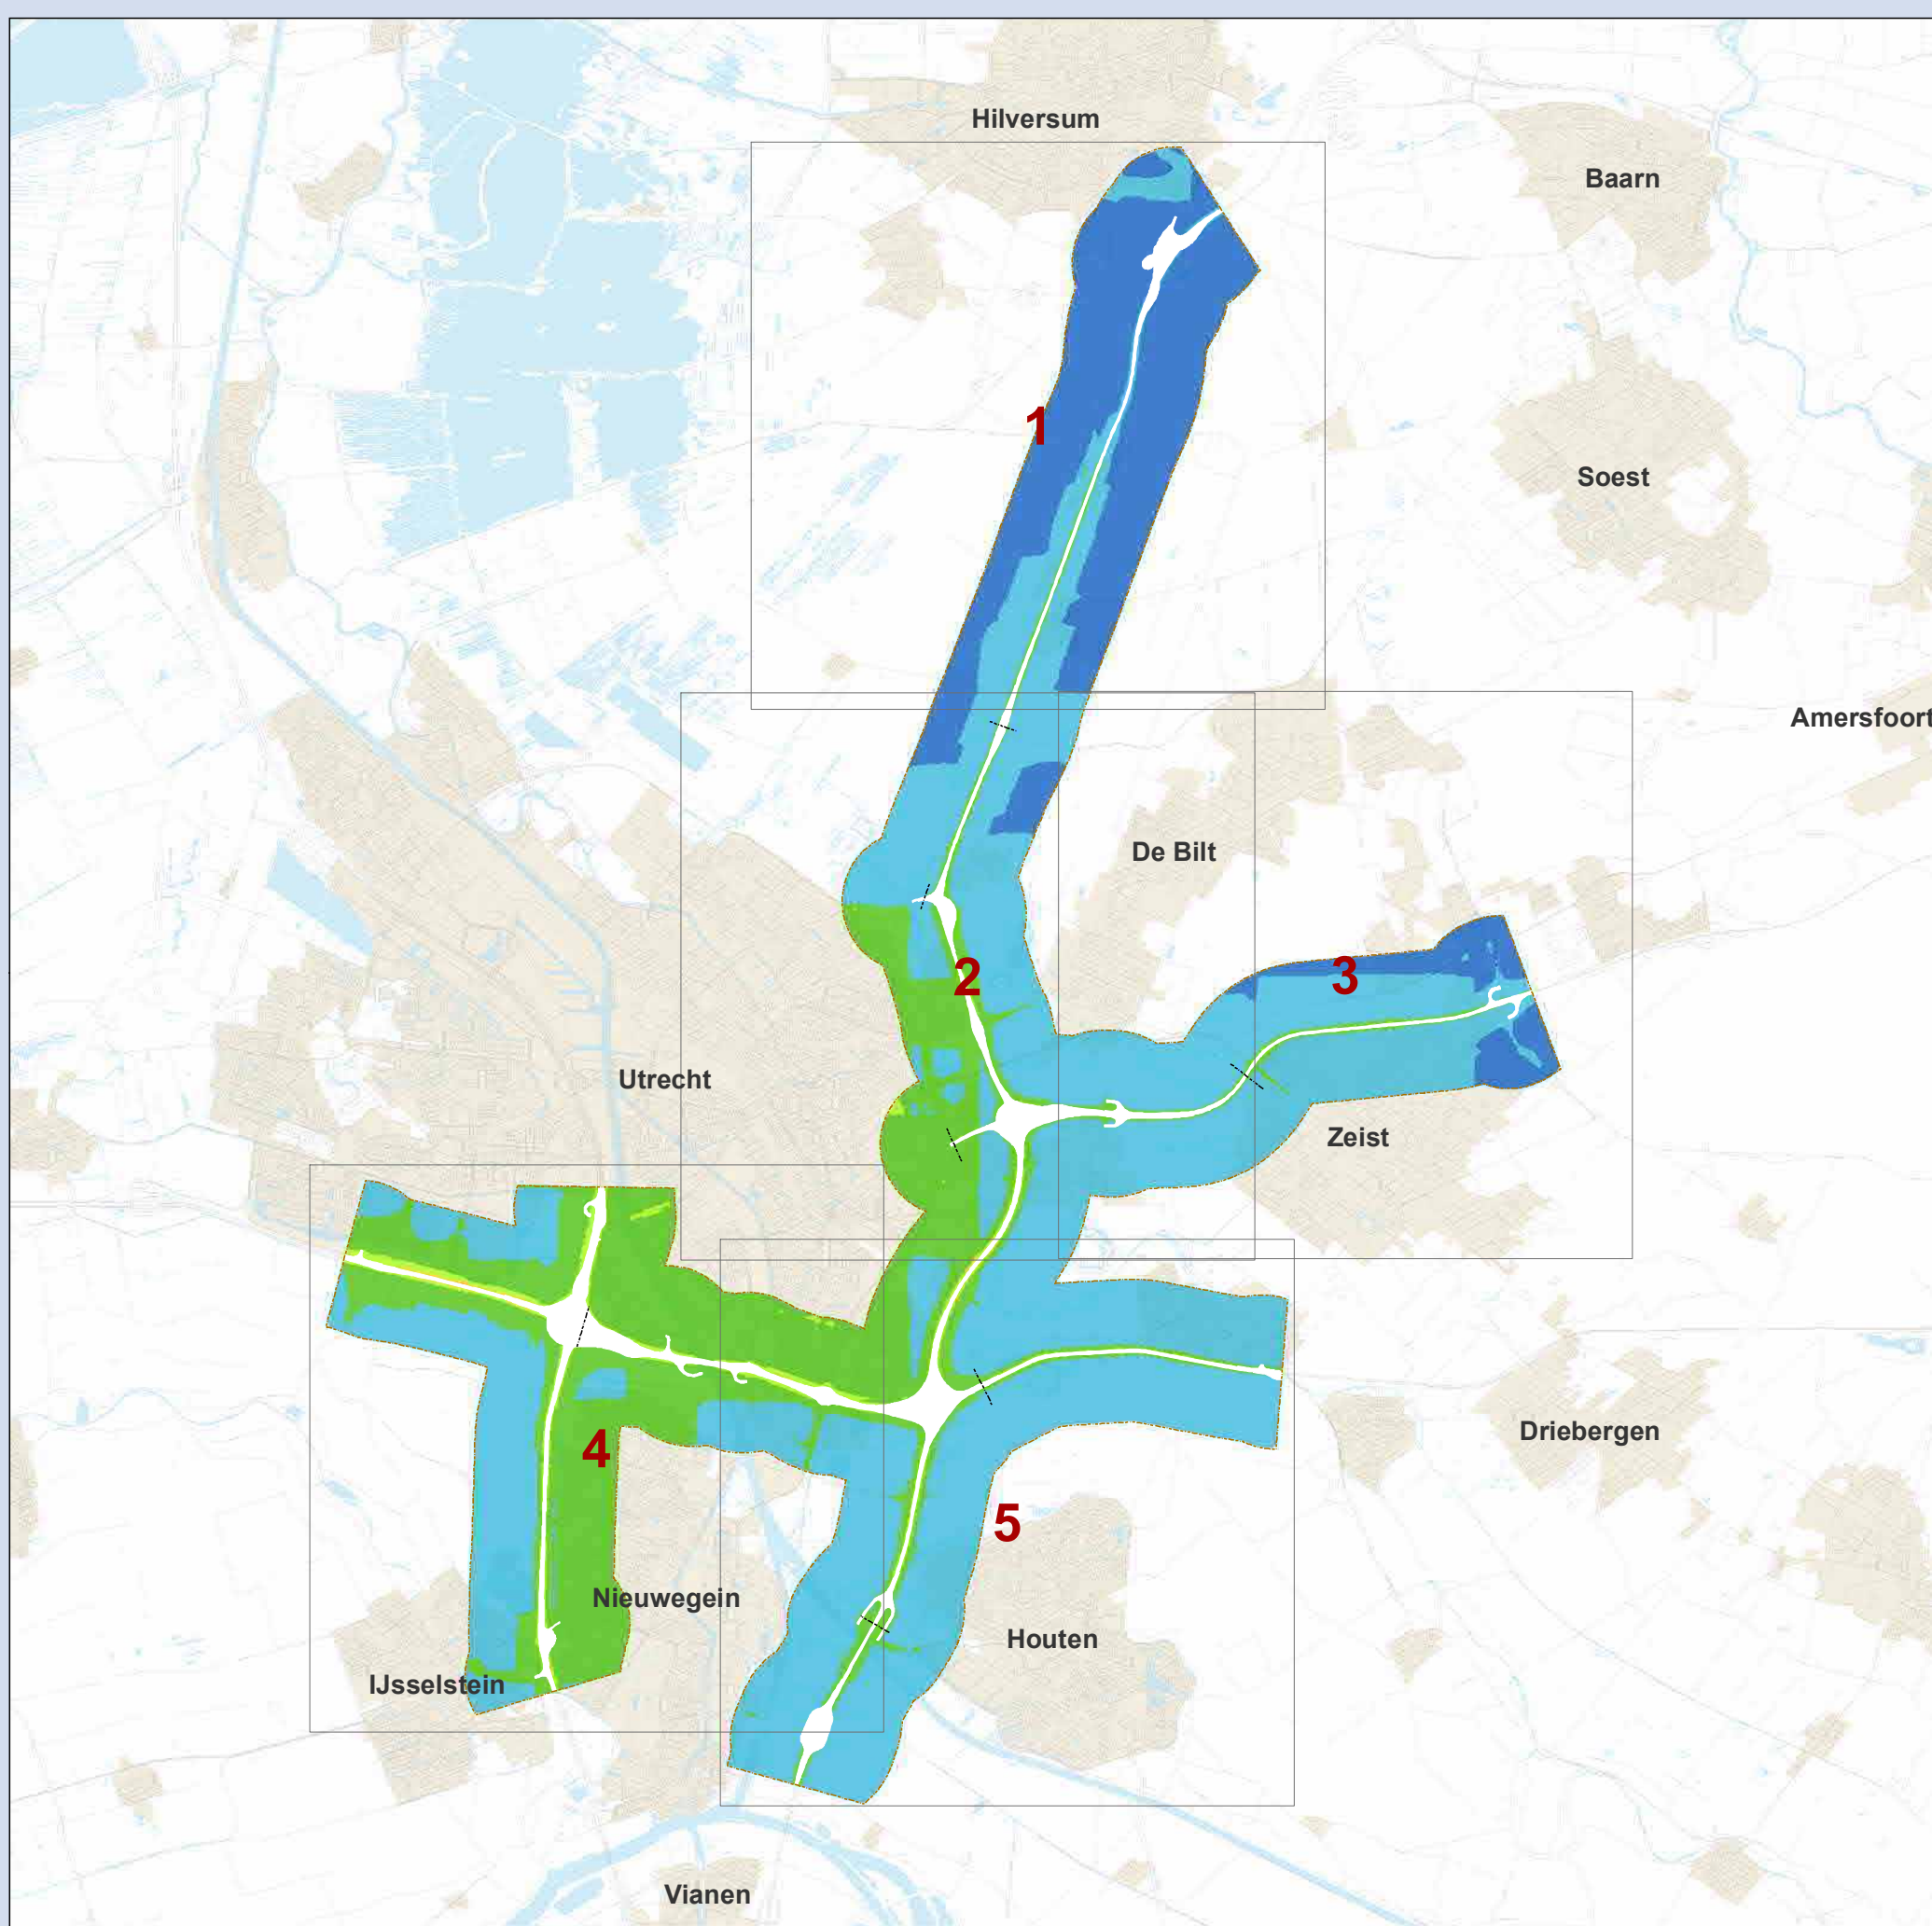 Hilversum
Baarn
1
Soest
Amersfoort
De Bilt
2
3
Utrecht
Zeist
4
Driebergen
5
Nieuwegein
Houten
IJsselstein
Vianen